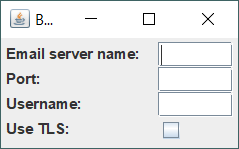 B...
Email server name:
Port:
Username:
Use TLS: